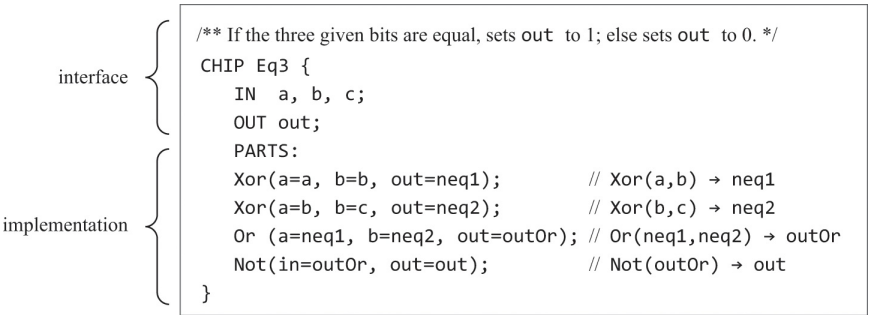 /** If the three given bits are equal, sets out to 1; else sets out to 0. */
CHIP Eq3 {
interface
IN a, b, c;
OUT out;
PARTS:
Xor(a=a, b=b, out=neq1); // Xor(a,b) → neq1
Xor(a=b, b=c, out=neq2); // Xor(b,c) → neq2
implementation
Or (a=neq1, b=neq2, out=outOr); // Or(neq1,neq2) → outOr
Not(in=outOr, out=out); // Not(outOr) → out
}